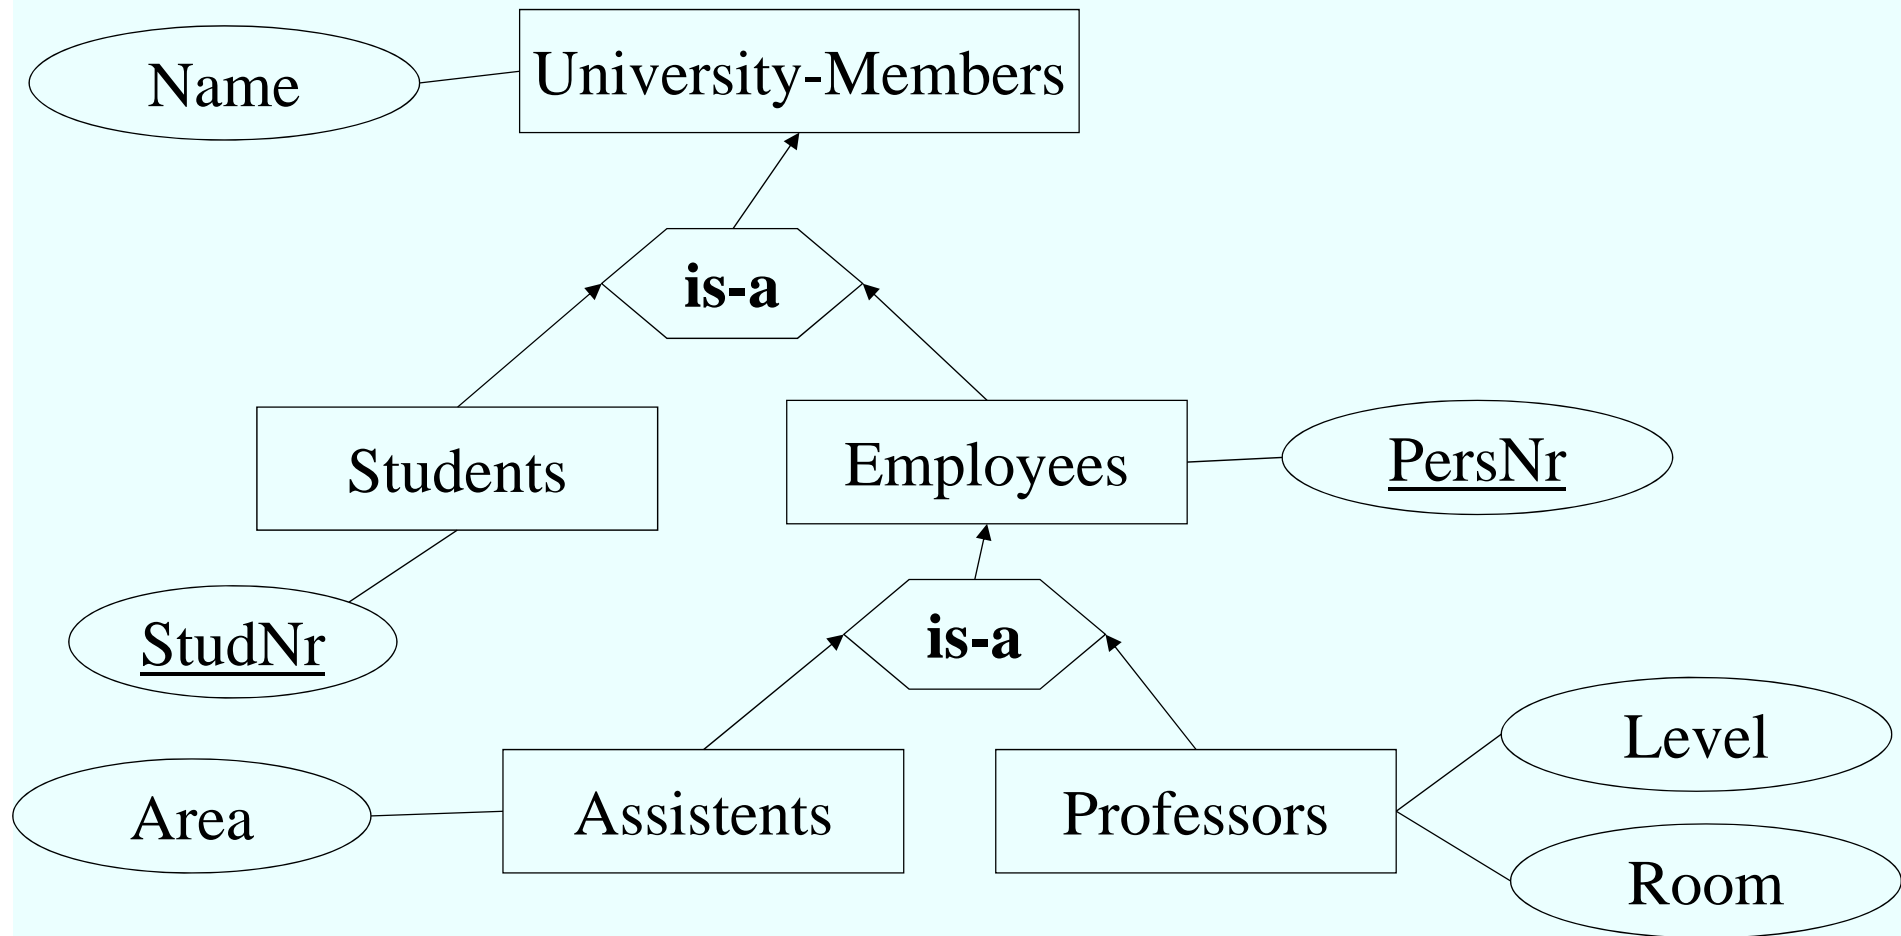 Name
University-Members
is-a
Students
Employees
PersNr
StudNr
is-a
Level
Area
Assistents
Professors
Room